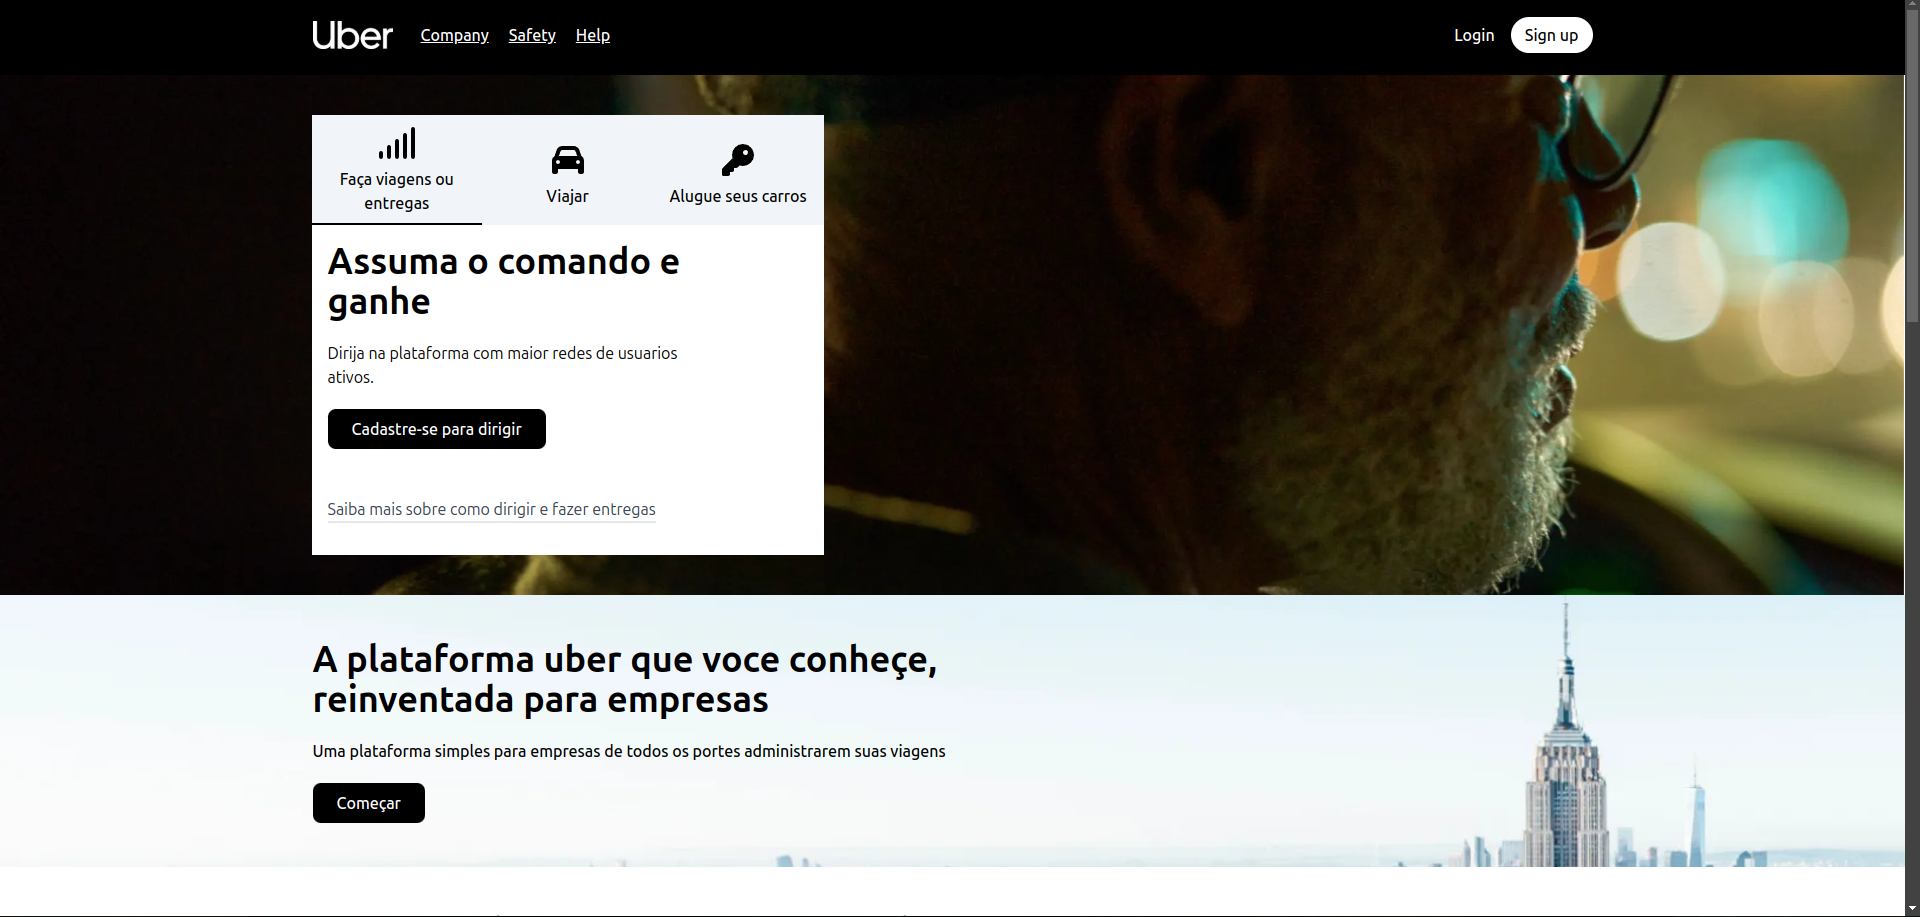 Uber Company Safety Help Login Sign up
Faça viagens ou
entregas
Viajar
Alugue seus carros
Assuma o comando e
ganhe
Dirija na plataforma com maior redes de usuarios
ativos.
Cadastre-se para dirigir
Saiba mais sobre como dirigir e fazer entregas
A plataforma uber que voce conheçe,
reinventada para empresas
Uma plataforma simples para empresas de todos os portes administrarem suas viagens
Começar